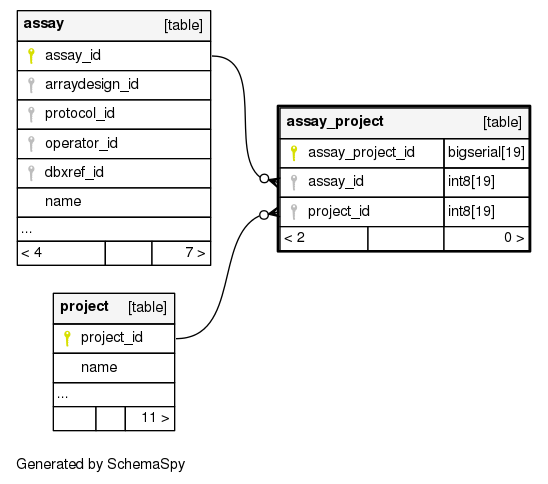 assay [table]
assay_id
arraydesign_id
protocol_id
operator_id
dbxref_id
name
...
< 4 7 >
assay_project [table]
assay_project_id bigserial[19]
assay_id int8[19]
project_id int8[19]
< 2 0 >
project [table]
project_id
name
...
11 >
Generated by SchemaSpy